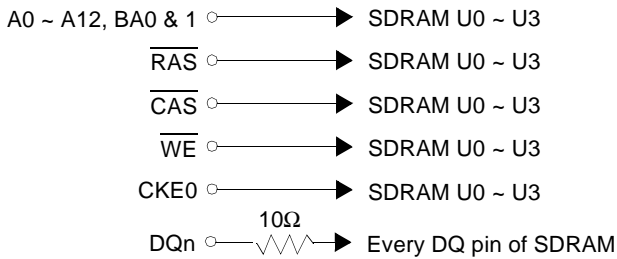 A0 ~ A12, BA0 & 1 SDRAM U0 ~ U3
RAS SDRAM U0 ~ U3
CAS SDRAM U0 ~ U3
WE SDRAM U0 ~ U3
CKE0 SDRAM U0 ~ U3
10Ω
DQn Every DQ pin of SDRAM